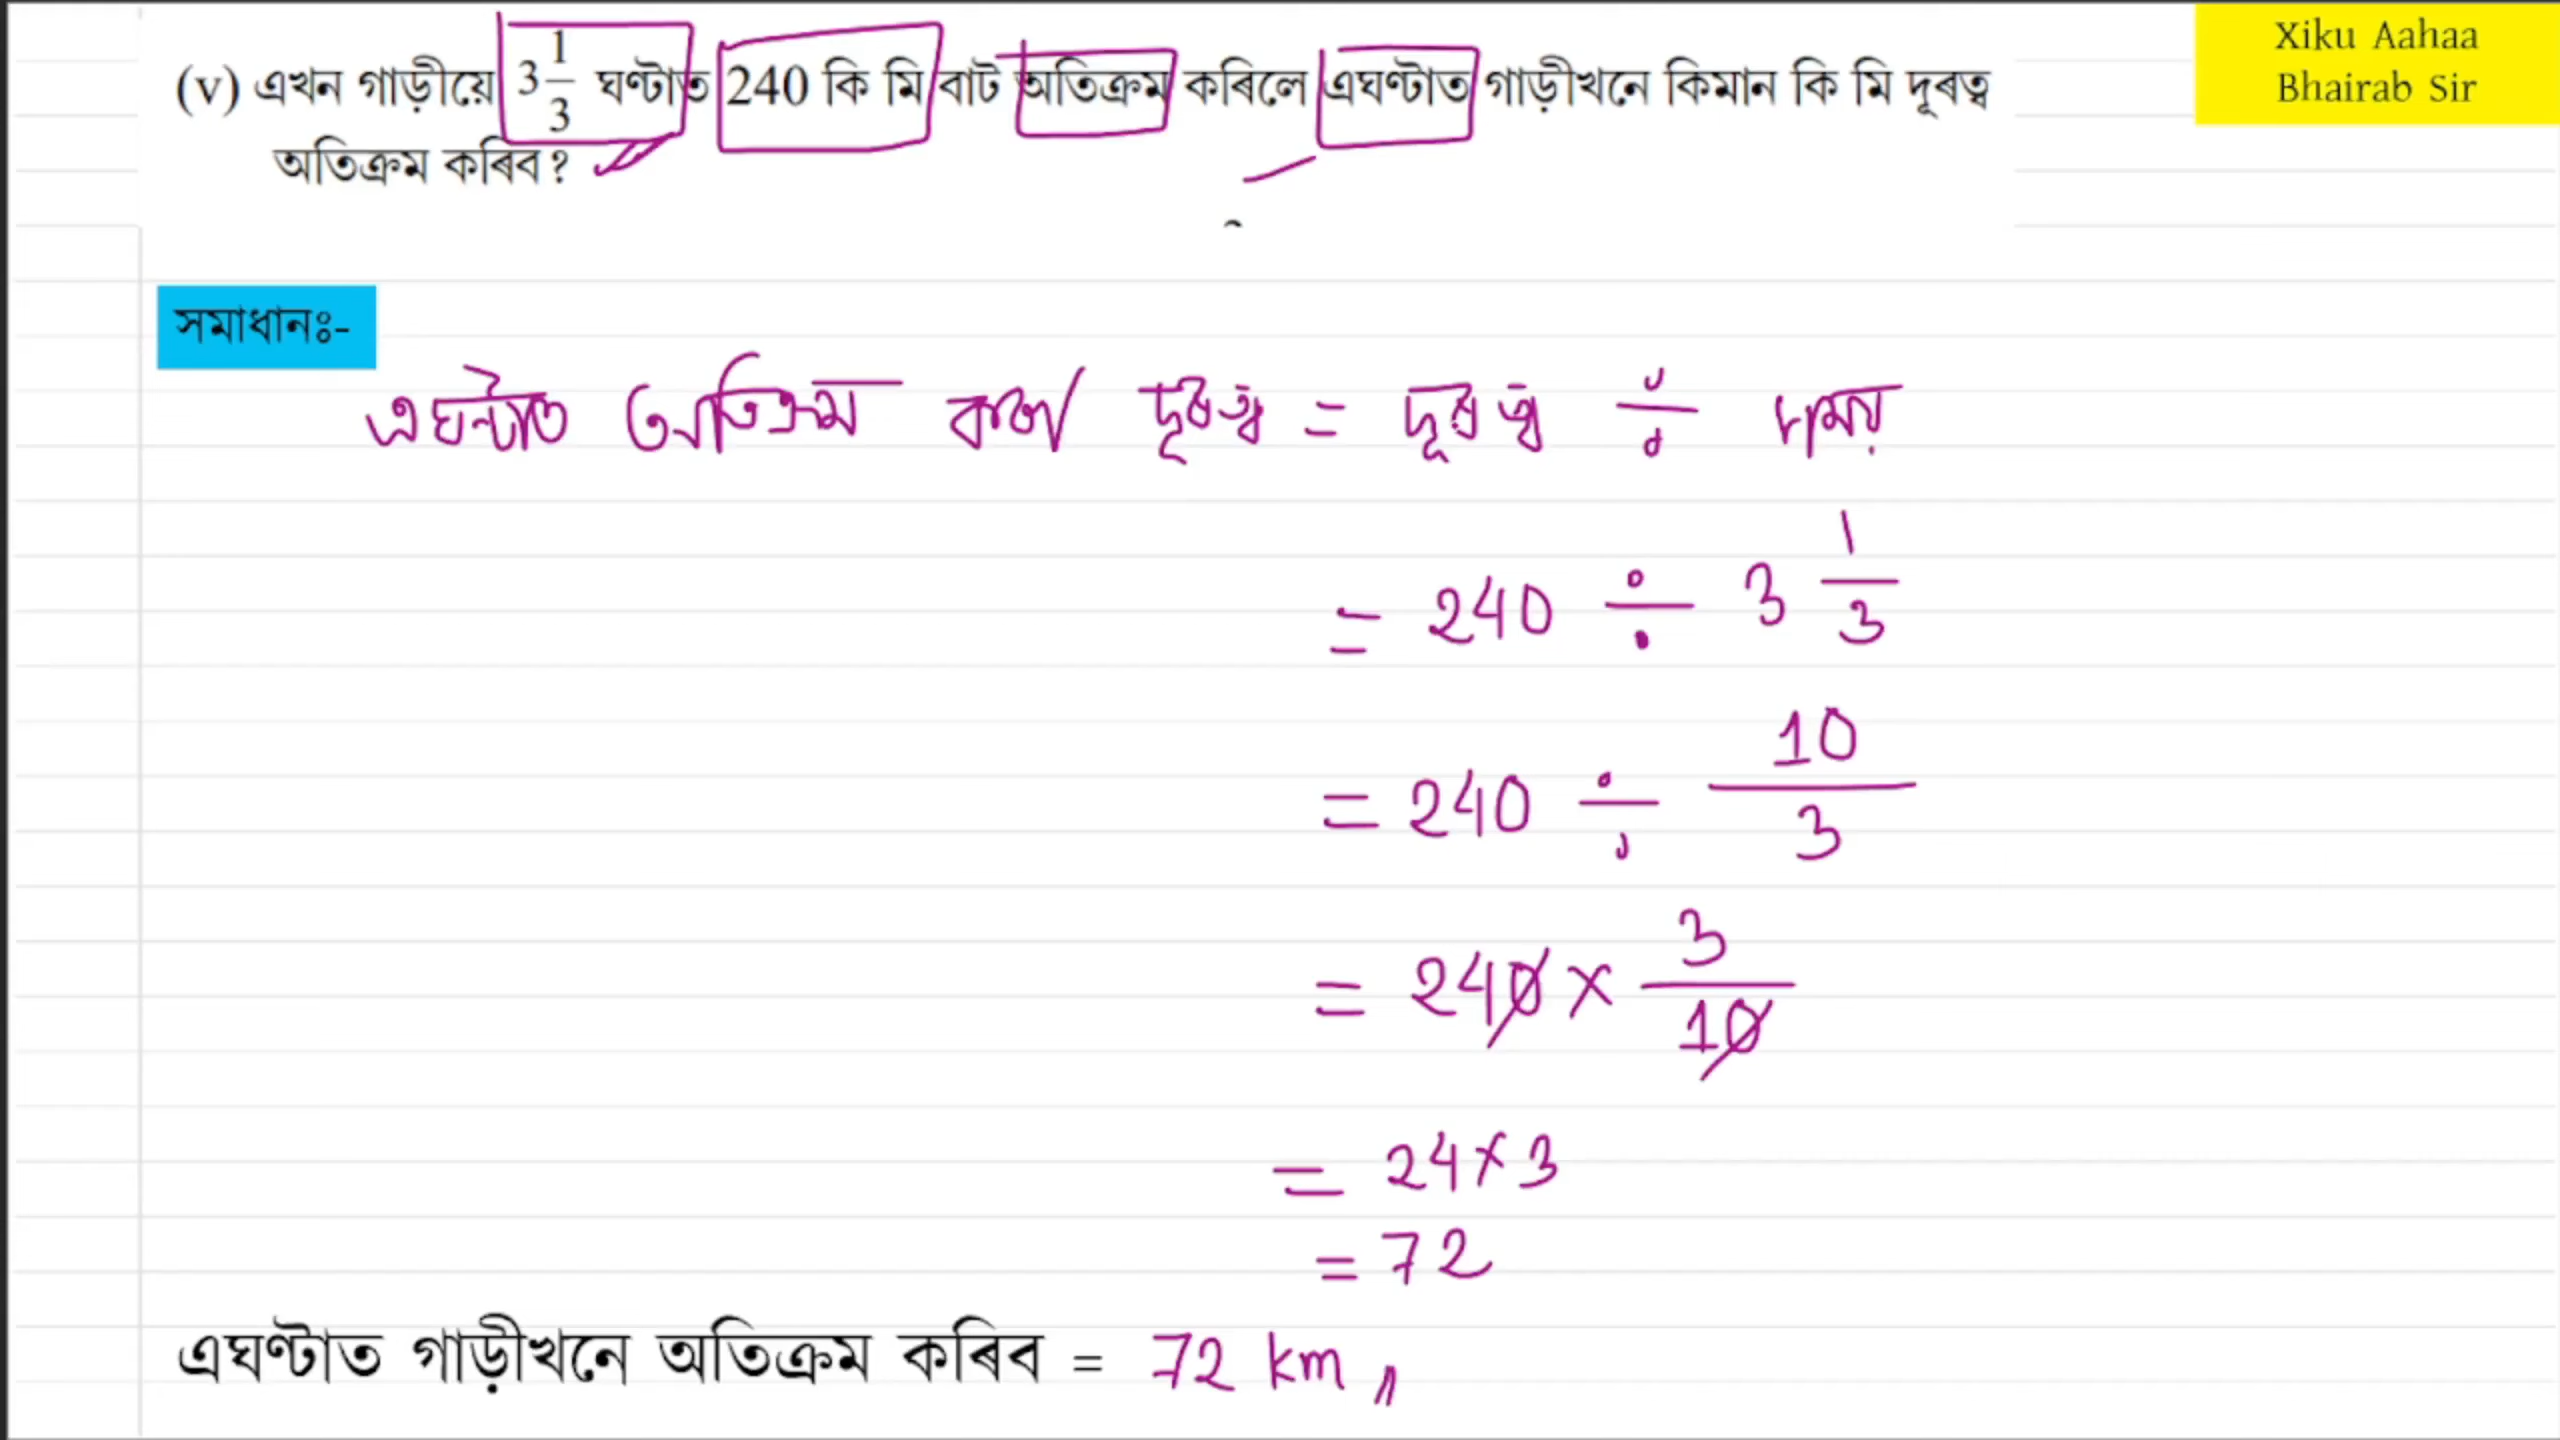 (v) এখন গাড়ীয়ে 3 1/3 ঘণ্টাত 240 কি মি বাট অতিক্ৰম কৰিলে এঘণ্টাত গাড়ীখনে কিমান কি মি দূৰত্ব
অতিক্ৰম কৰিব?
Xiku Aahaa
Bhairab Sir
সমাধানঃ-
এঘন্টাত অতিক্ৰম কৰা দূৰত্ব = দূৰত্ব ÷ সময়
= 240 ÷ 3 1/3
= 240 ÷ 10/3
= 240 × 3/10
= 24 × 3
= 72
এঘণ্টাত গাড়ীখনে অতিক্ৰম কৰিব = 72 km